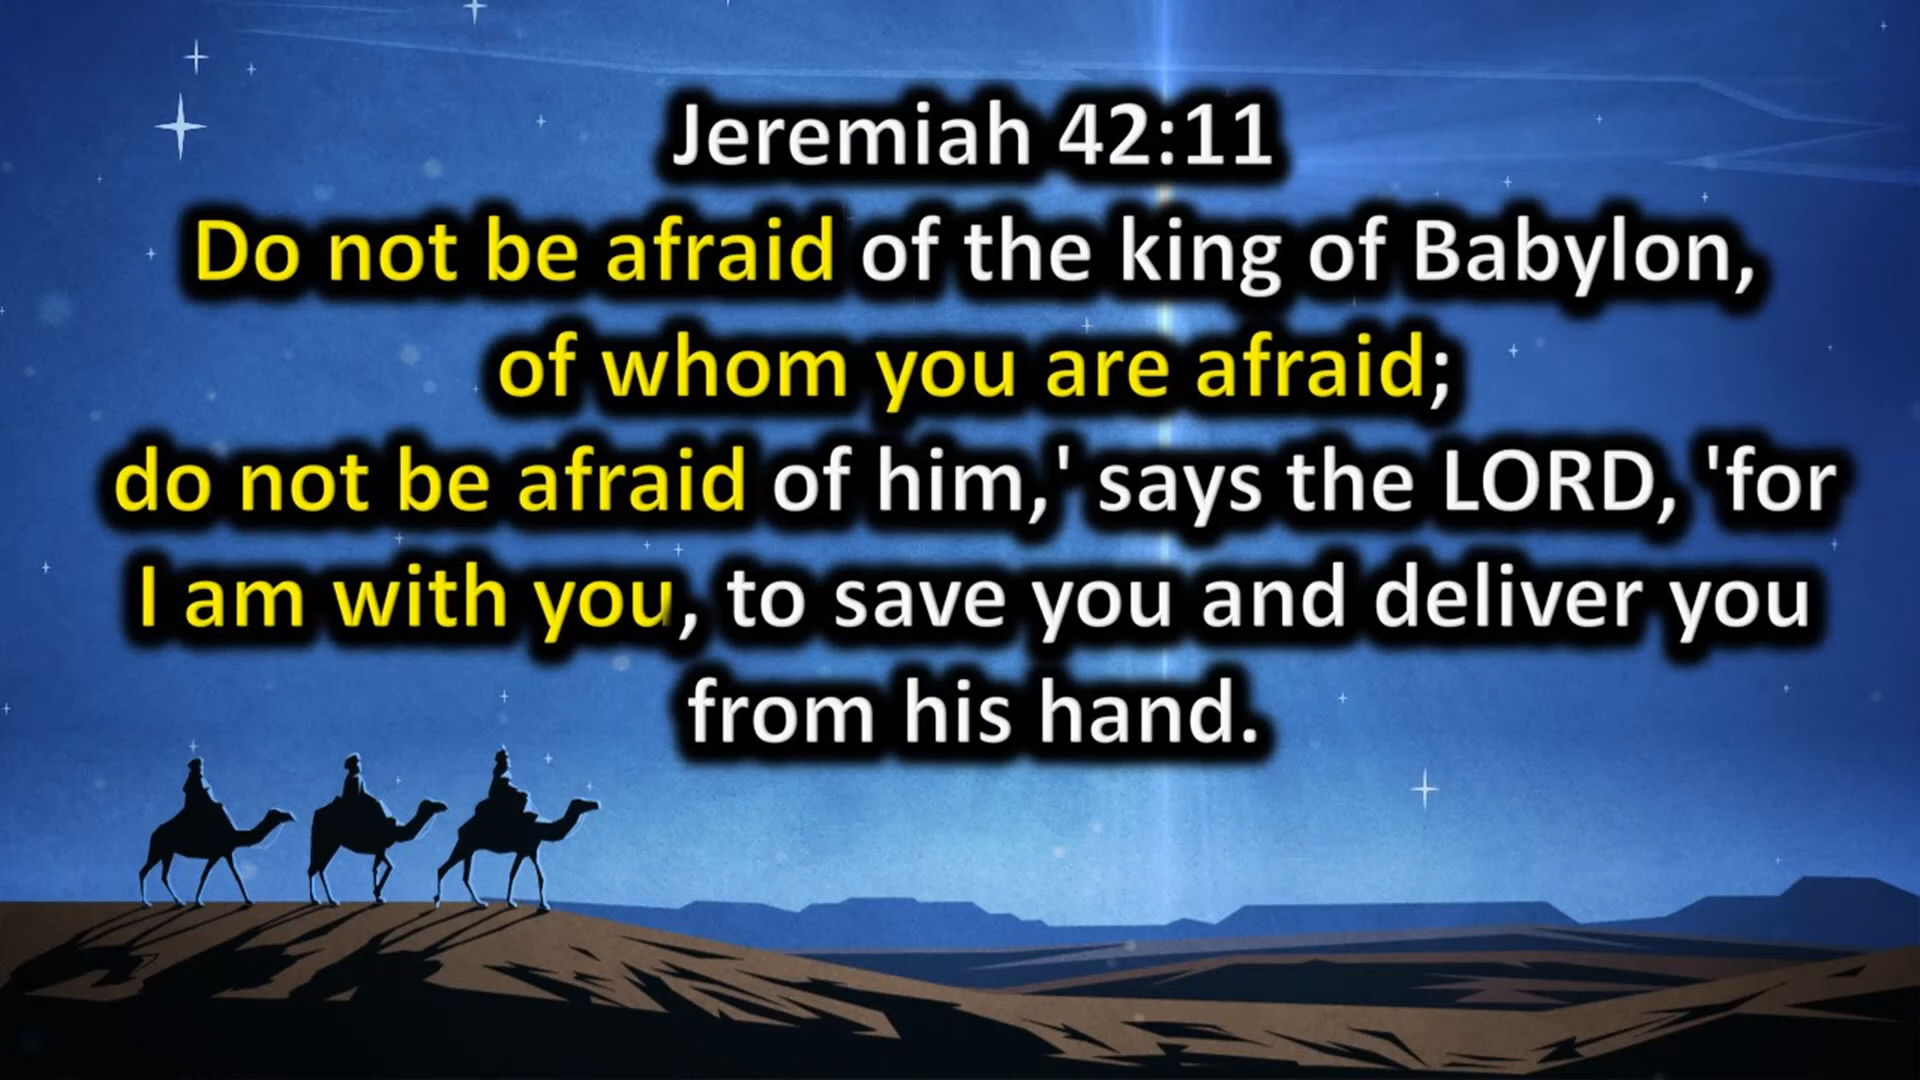 Jeremiah 42:11
Do not be afraid of the king of Babylon,
of whom you are afraid;
do not be afraid of him,' says the LORD, 'for
I am with you, to save you and deliver you
from his hand.